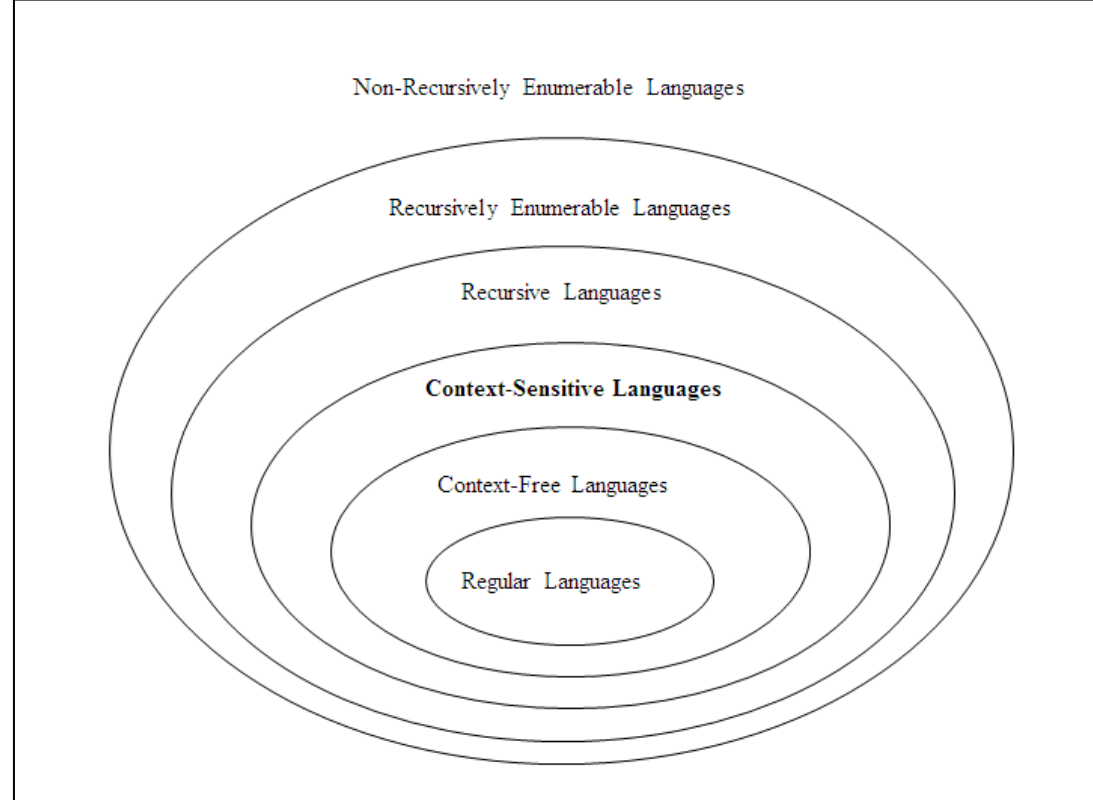 Non-Recursively Enumerable Languages
Recursively Enumerable Languages
Recursive Languages
Context-Sensitive Languages
Context-Free Languages
Regular Languages